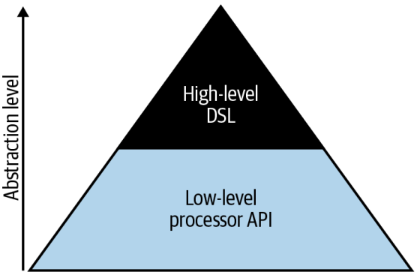 Abstraction level
High-level
DSL
Low-level
processor API